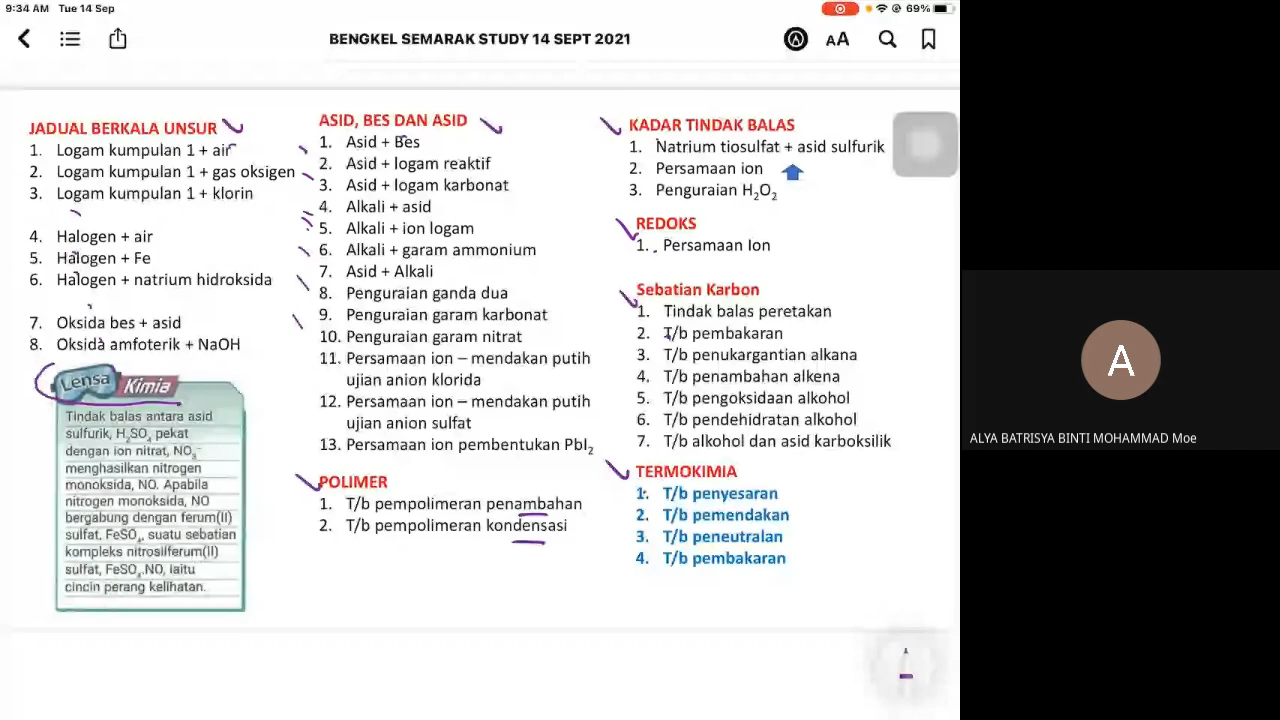 9:34 AM Tue 14 Sep
69%
BENGKEL SEMARAK STUDY 14 SEPT 2021
AA
JADUAL BERKALA UNSUR
1. Logam kumpulan 1 + air
2. Logam kumpulan 1 + gas oksigen
3. Logam kumpulan 1 + klorin
4. Halogen + air
5. Halogen + Fe
6. Halogen + natrium hidroksida
7. Oksida bes + asid
8. Oksida amfoterik + NaOH
Lensa Kimia
Tindak balas antara asid
sulfurik, H₂SO₄ pekat
dengan ion nitrat, NO₃⁻
menghasilkan nitrogen
monoksida, NO. Apabila
nitrogen monoksida, NO
bergabung dengan ferum(II)
sulfat, FeSO₄, suatu sebatian
kompleks nitrosilferum(II)
sulfat, FeSO₄.NO, iaitu
cincin perang kelihatan.
ASID, BES DAN ASID
1. Asid + Bes
2. Asid + logam reaktif
3. Asid + logam karbonat
4. Alkali + asid
5. Alkali + ion logam
6. Alkali + garam ammonium
7. Asid + Alkali
8. Penguraian ganda dua
9. Penguraian garam karbonat
10. Penguraian garam nitrat
11. Persamaan ion – mendakan putih
ujian anion klorida
12. Persamaan ion – mendakan putih
ujian anion sulfat
13. Persamaan ion pembentukan PbI₂
POLIMER
1. T/b pempolimeran penambahan
2. T/b pempolimeran kondensasi
KADAR TINDAK BALAS
1. Natrium tiosulfat + asid sulfurik
2. Persamaan ion
3. Penguraian H₂O₂
REDOKS
1. Persamaan Ion
Sebatian Karbon
1. Tindak balas peretakan
2. T/b pembakaran
3. T/b penukargantian alkana
4. T/b penambahan alkena
5. T/b pengoksidaan alkohol
6. T/b pendehidratan alkohol
7. T/b alkohol dan asid karboksilik
TERMOKIMIA
1. T/b penyesaran
2. T/b pemendakan
3. T/b peneutralan
4. T/b pembakaran
A
ALYA BATRISYA BINTI MOHAMMAD Moe